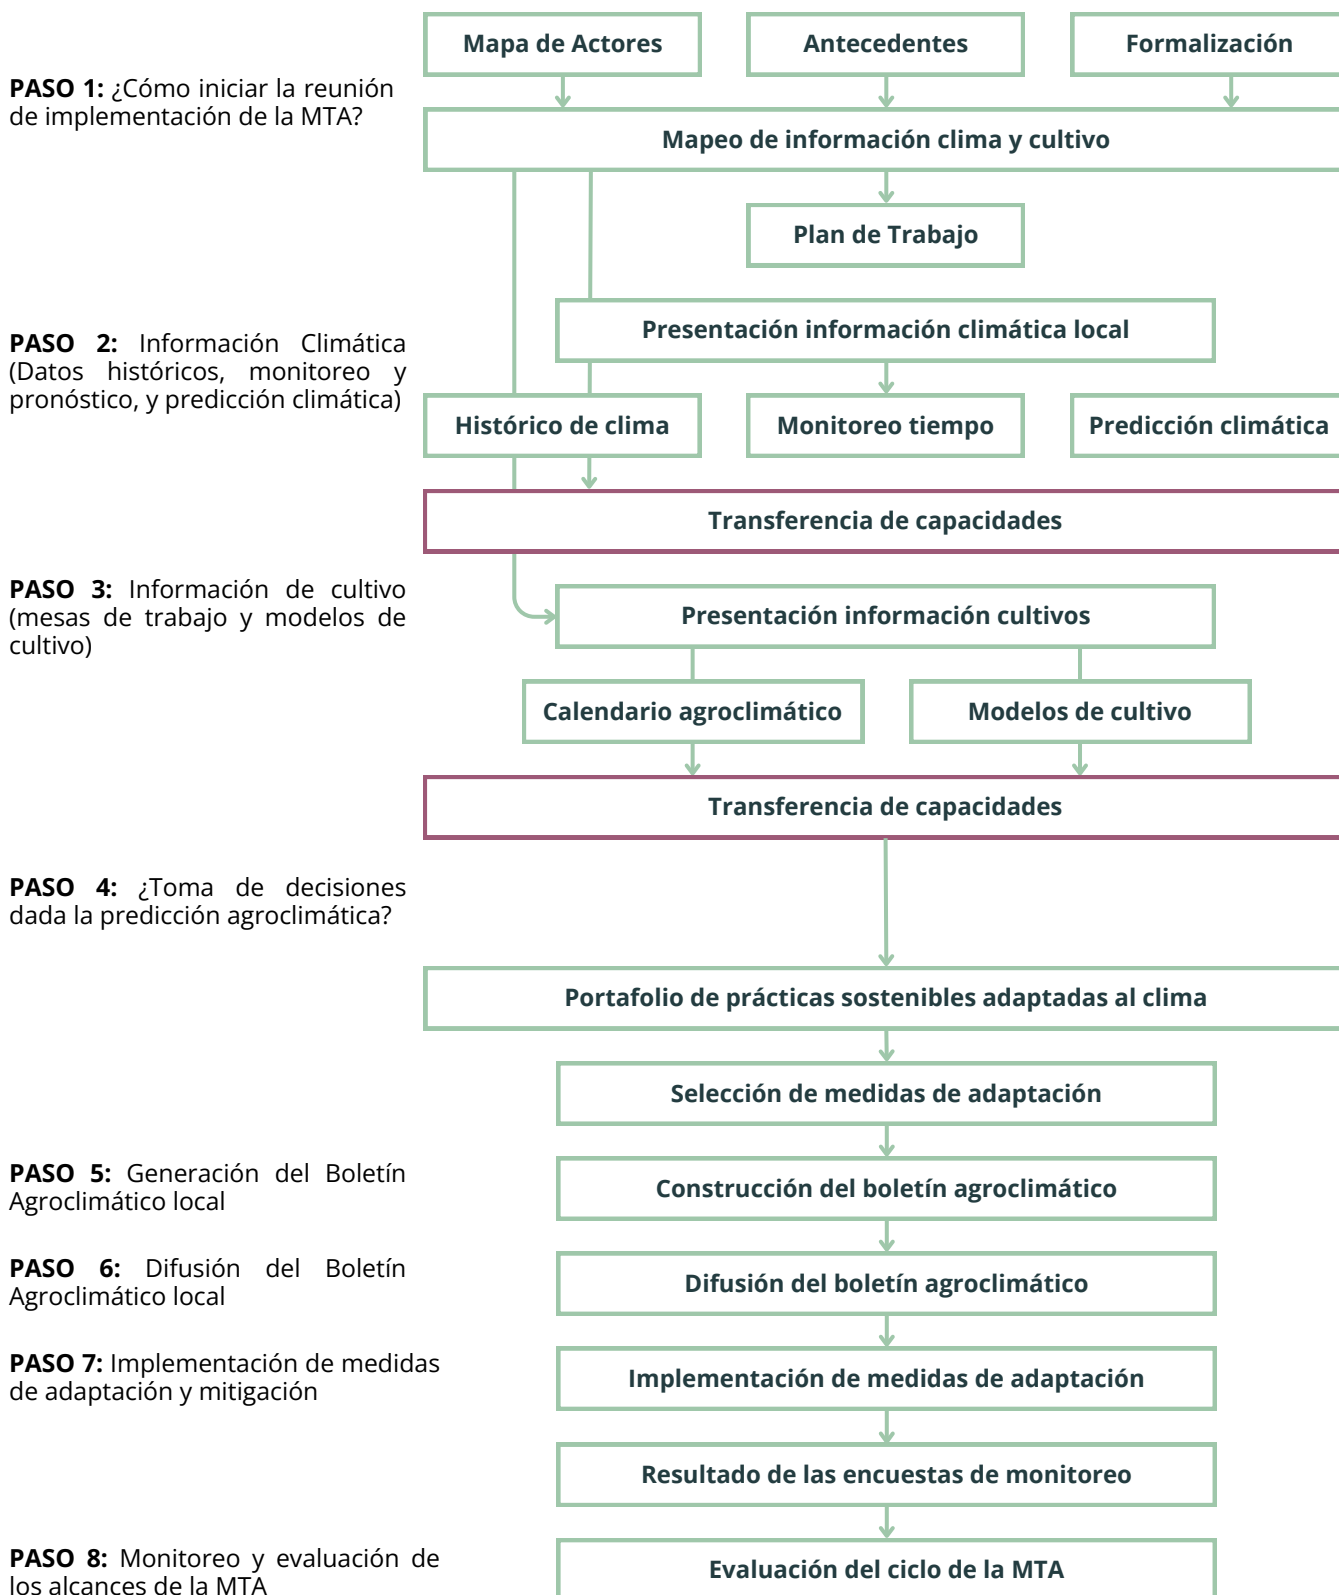 Mapa de Actores
Antecedentes
Formalización
PASO 1: ¿Cómo iniciar la reunión
de implementación de la MTA?
Mapeo de información clima y cultivo
Plan de Trabajo
Presentación información climática local
PASO 2: Información Climática
(Datos históricos, monitoreo y
pronóstico, y predicción climática)
Histórico de clima
Monitoreo tiempo
Predicción climática
Transferencia de capacidades
PASO 3: Información de cultivo
(mesas de trabajo y modelos de
cultivo)
Presentación información cultivos
Calendario agroclimático
Modelos de cultivo
Transferencia de capacidades
PASO 4: ¿Toma de decisiones
dada la predicción agroclimática?
Portafolio de prácticas sostenibles adaptadas al clima
Selección de medidas de adaptación
PASO 5: Generación del Boletín
Agroclimático local
Construcción del boletín agroclimático
PASO 6: Difusión del Boletín
Agroclimático local
Difusión del boletín agroclimático
PASO 7: Implementación de medidas
de adaptación y mitigación
Implementación de medidas de adaptación
Resultado de las encuestas de monitoreo
PASO 8: Monitoreo y evaluación de
los alcances de la MTA
Evaluación del ciclo de la MTA